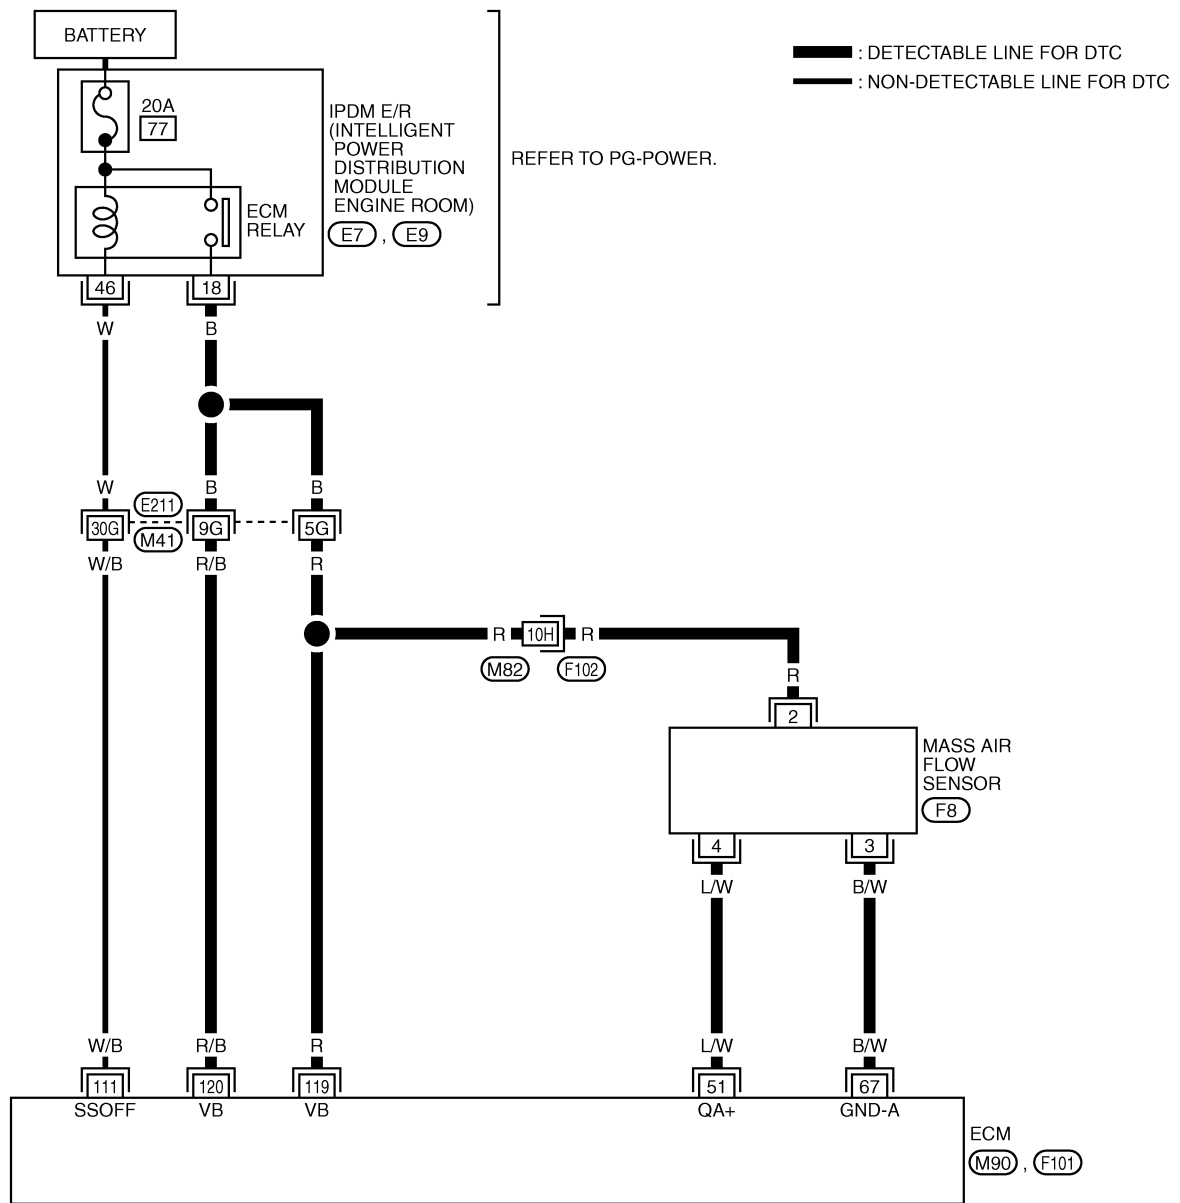 BATTERY
20A
77
IPDM E/R
(INTELLIGENT
POWER
DISTRIBUTION
MODULE
ENGINE ROOM)
E7 , E9
ECM
RELAY
REFER TO PG-POWER.
: DETECTABLE LINE FOR DTC
: NON-DETECTABLE LINE FOR DTC
46 18
W B
W B B
E211
30G 9G 5G
M41
W/B R/B R
R 10H R
M82 F102
R
2
MASS AIR
FLOW
SENSOR
F8
4 3
L/W B/W
W/B R/B R L/W B/W
111 120 119 51 67
SSOFF VB VB QA+ GND-A
ECM
M90 , F101